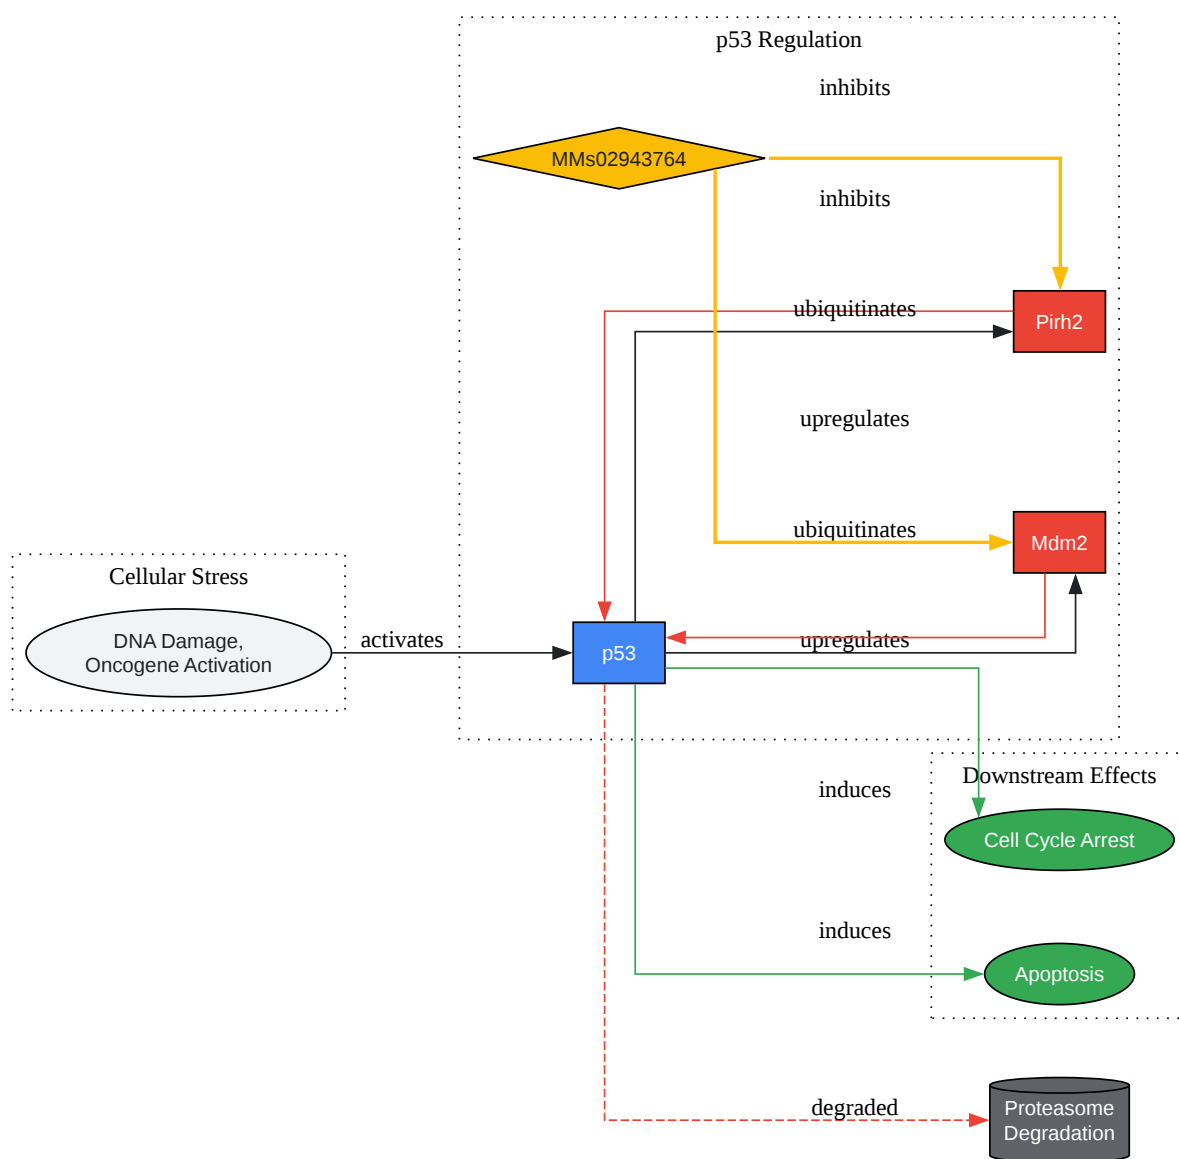 p53 Regulation
inhibits
MMs02943764
inhibits
ubiquitinates
Pirh2
upregulates
ubiquitinates
Mdm2
Cellular Stress
DNA Damage,
Oncogene Activation
activates
p53
upregulates
Downstream Effects
induces
Cell Cycle Arrest
induces
Apoptosis
degraded
Proteasome
Degradation